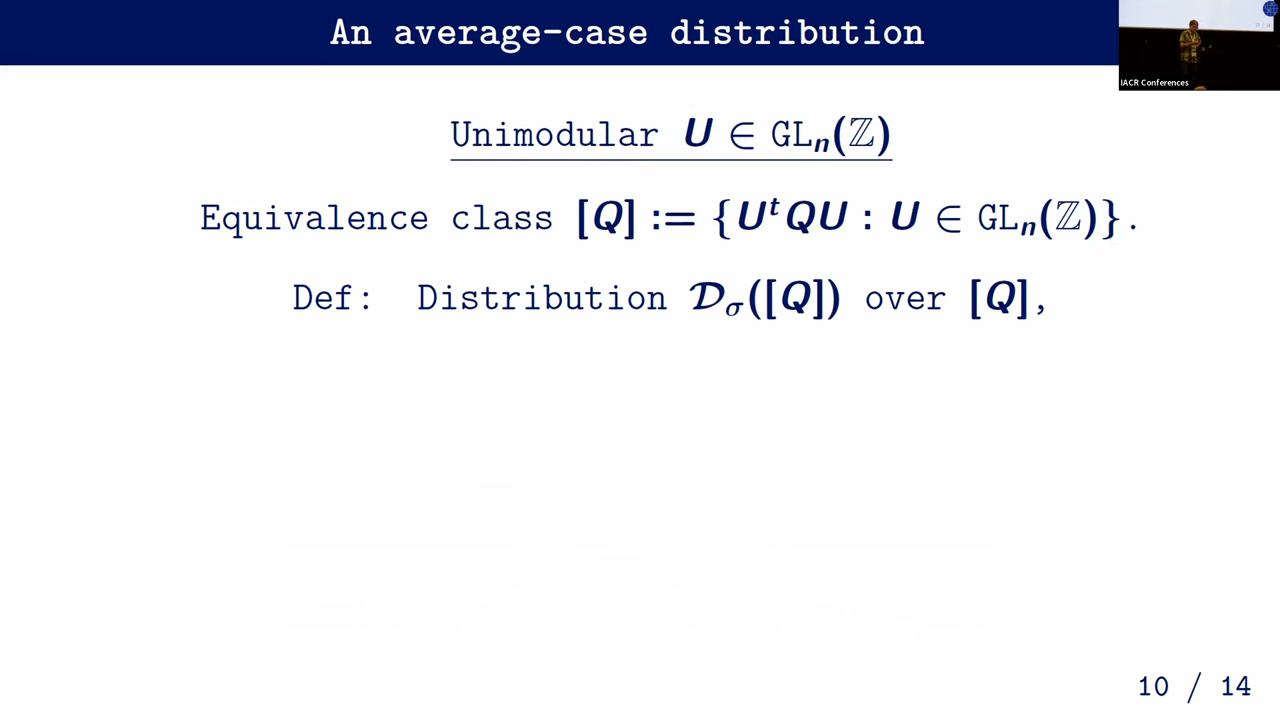 An average-case distribution
IACR Conferences
Unimodular U ∈ GLₙ(ℤ)
Equivalence class [Q] := {UᵗQU : U ∈ GLₙ(ℤ)}.
Def: Distribution 𝒟_σ([Q]) over [Q],
10 / 14